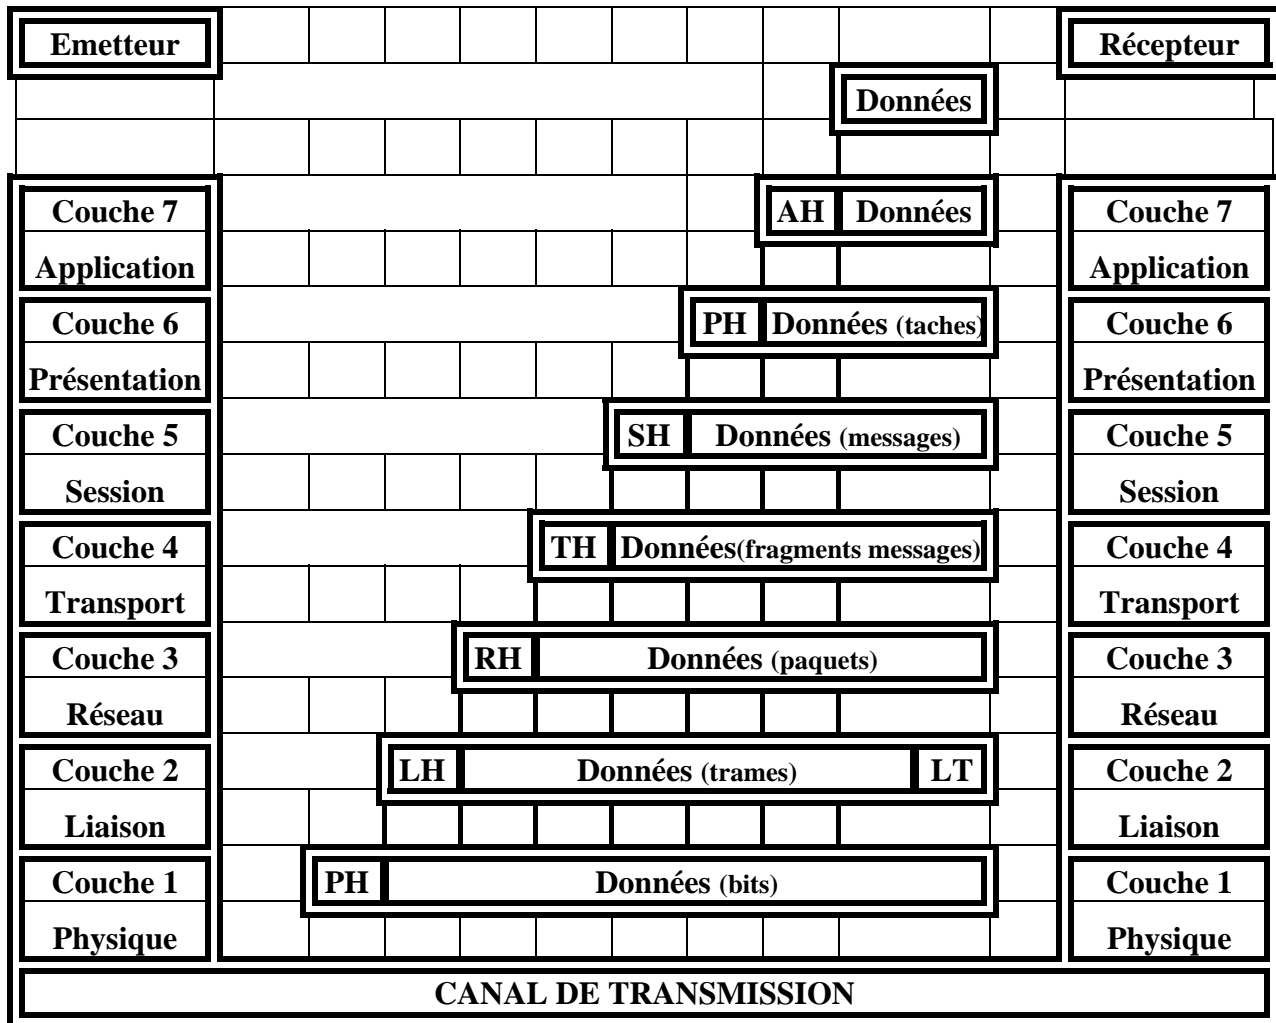 Emetteur Récepteur
Données
Couche 7 AH Données Couche 7
Application Application
Couche 6 PH Données (taches) Couche 6
Présentation Présentation
Couche 5 SH Données (messages) Couche 5
Session Session
Couche 4 TH Données(fragments messages) Couche 4
Transport Transport
Couche 3 RH Données (paquets) Couche 3
Réseau Réseau
Couche 2 LH Données (trames) LT Couche 2
Liaison Liaison
Couche 1 PH Données (bits) Couche 1
Physique Physique
CANAL DE TRANSMISSION